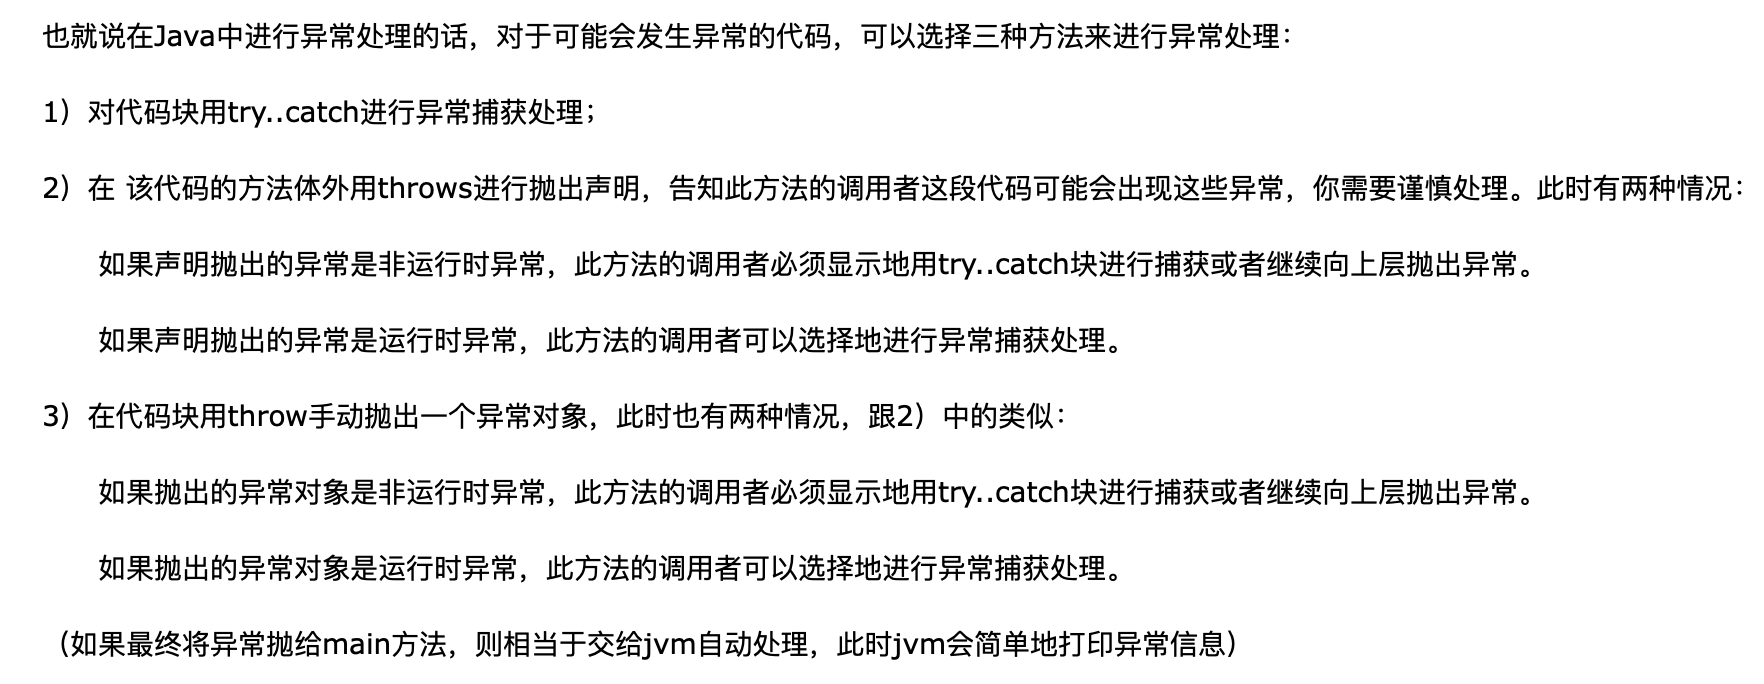 也就说在Java中进行异常处理的话，对于可能会发生异常的代码，可以选择三种方法来进行异常处理：
1）对代码块用try..catch进行异常捕获处理；
2）在 该代码的方法体外用throws进行抛出声明，告知此方法的调用者这段代码可能会出现这些异常，你需要谨慎处理。此时有两种情况：
如果声明抛出的异常是非运行时异常，此方法的调用者必须显示地用try..catch块进行捕获或者继续向上层抛出异常。
如果声明抛出的异常是运行时异常，此方法的调用者可以选择地进行异常捕获处理。
3）在代码块用throw手动抛出一个异常对象，此时也有两种情况，跟2）中的类似：
如果抛出的异常对象是非运行时异常，此方法的调用者必须显示地用try..catch块进行捕获或者继续向上层抛出异常。
如果抛出的异常对象是运行时异常，此方法的调用者可以选择地进行异常捕获处理。
（如果最终将异常抛给main方法，则相当于交给jvm自动处理，此时jvm会简单地打印异常信息）